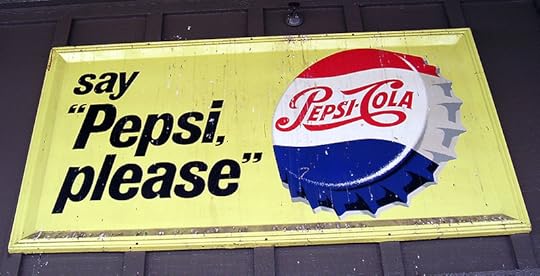 say
"Pepsi,
please"
PEPSI-COLA